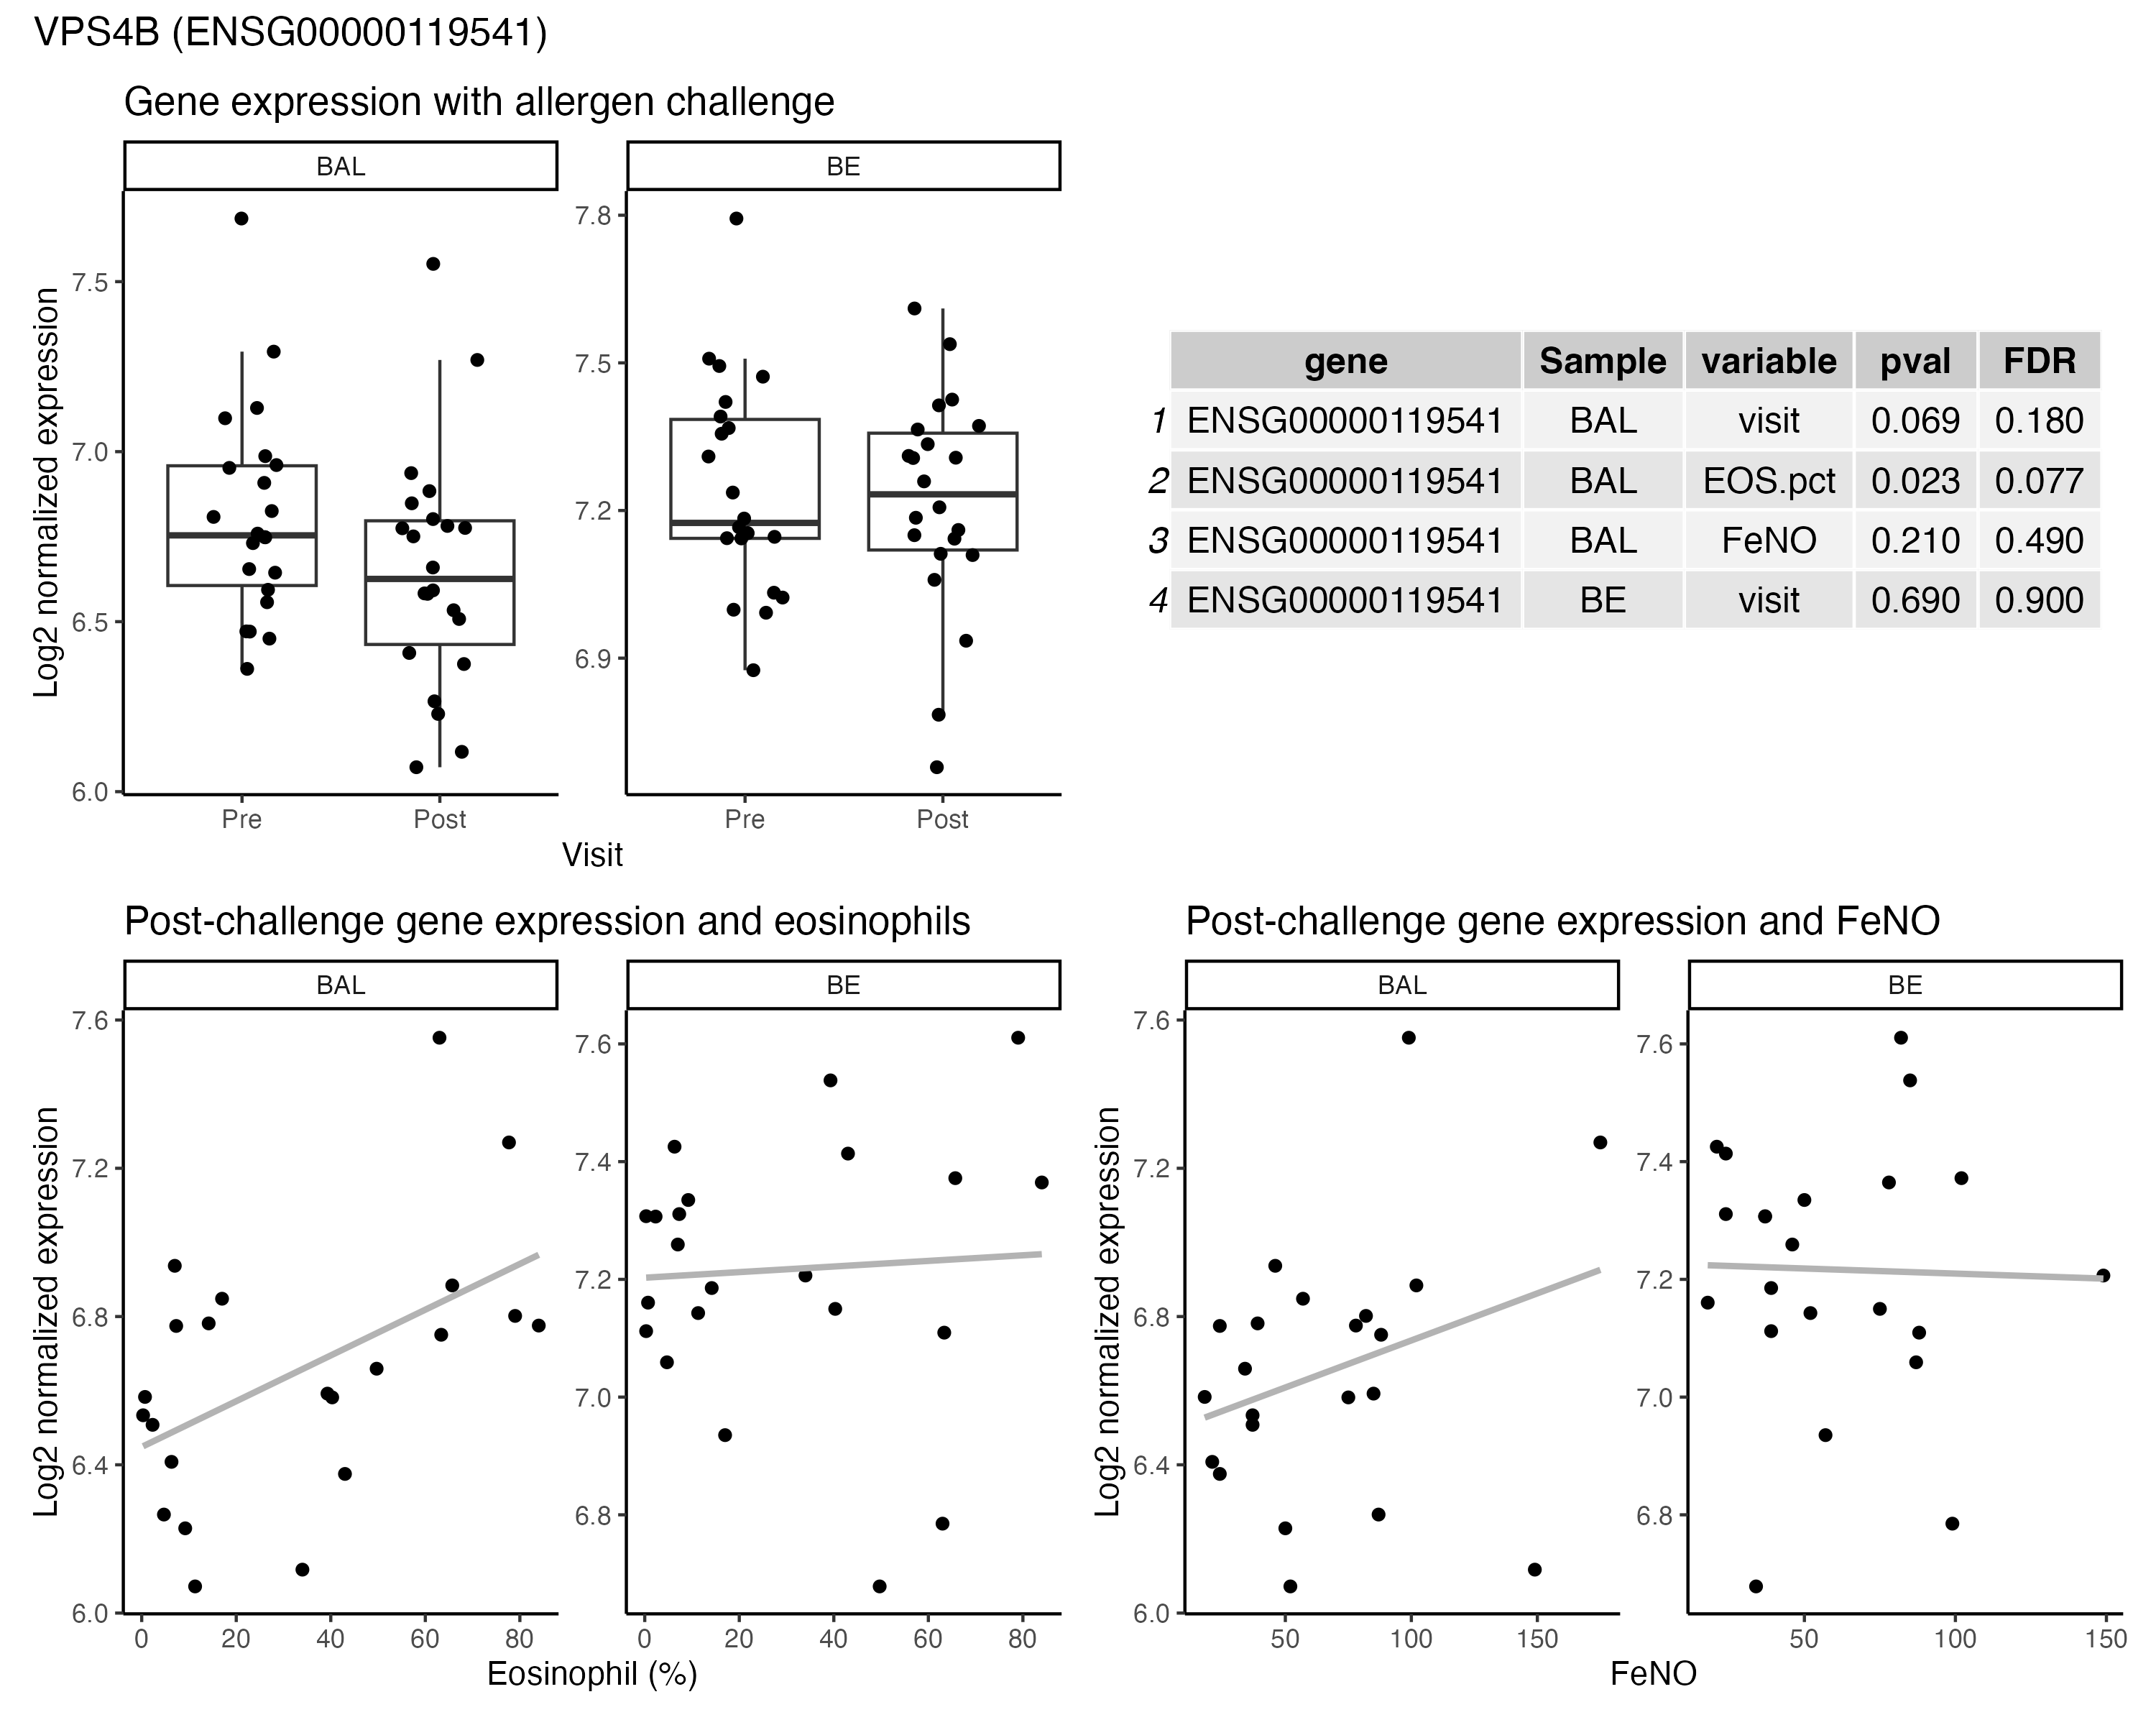 VPS4B (ENSG00000119541)
Gene expression with allergen challenge
BAL
BE
Log2 normalized expression
7.5
7.0
6.5
6.0
7.8
7.5
7.2
6.9
Pre
Post
Pre
Post
Visit
gene Sample variable pval FDR
1 ENSG00000119541 BAL visit 0.069 0.180
2 ENSG00000119541 BAL EOS.pct 0.023 0.077
3 ENSG00000119541 BAL FeNO 0.210 0.490
4 ENSG00000119541 BE visit 0.690 0.900
Post-challenge gene expression and eosinophils
BAL
BE
Log2 normalized expression
7.6
7.2
6.8
6.4
6.0
7.6
7.4
7.2
7.0
6.8
0 20 40 60 80
0 20 40 60 80
Eosinophil (%)
Post-challenge gene expression and FeNO
BAL
BE
Log2 normalized expression
7.6
7.2
6.8
6.4
6.0
7.6
7.4
7.2
7.0
6.8
50 100 150
50 100 150
FeNO